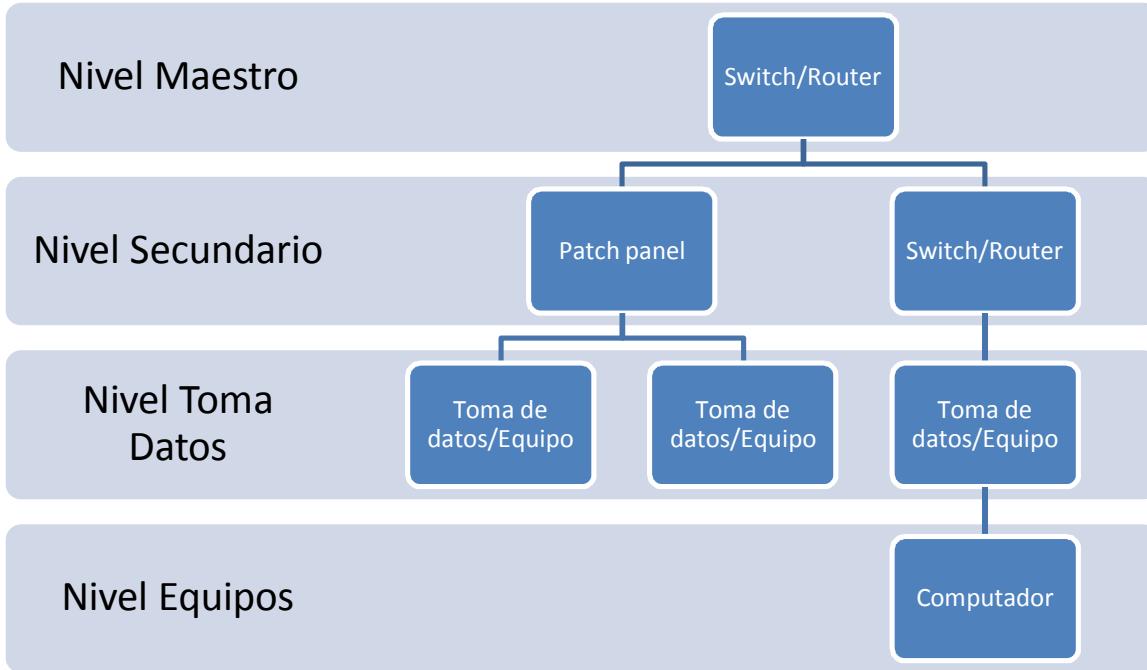 Nivel Maestro
Switch/Router
Nivel Secundario
Patch panel
Switch/Router
Nivel Toma
Datos
Toma de
datos/Equipo
Toma de
datos/Equipo
Toma de
datos/Equipo
Nivel Equipos
Computador